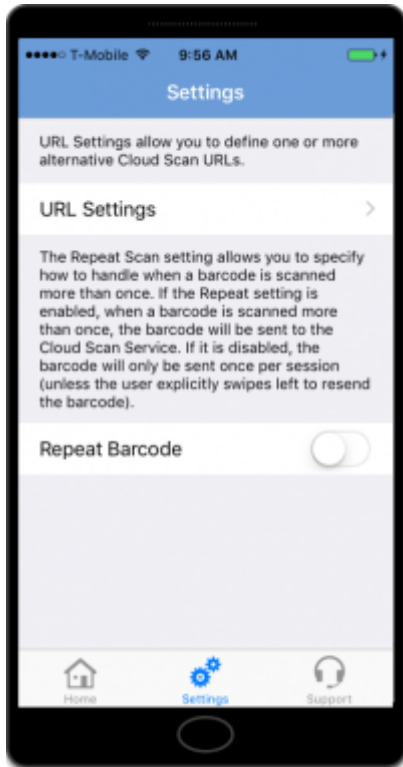 T-Mobile 9:56 AM
Settings
URL Settings allow you to define one or more
alternative Cloud Scan URLs.
URL Settings
The Repeat Scan setting allows you to specify
how to handle when a barcode is scanned
more than once. If the Repeat setting is
enabled, when a barcode is scanned more
than once, the barcode will be sent to the
Cloud Scan Service. If it is disabled, the
barcode will only be sent once per session
(unless the user explicitly swipes left to resend
the barcode).
Repeat Barcode
Home Settings Support